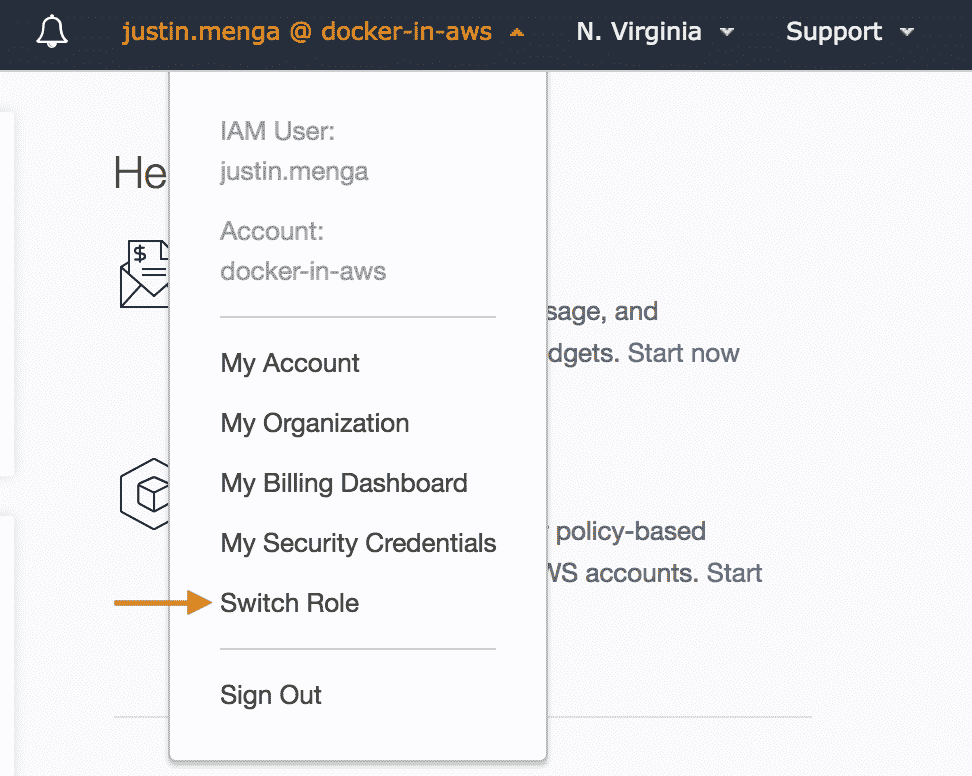 justin.menga @ docker-in-aws N. Virginia Support
IAM User:
He
justin.menga
Account:
$
docker-in-aws
sage, and
dgets. Start now
My Account
My Organization
My Billing Dashboard
policy-based
My Security Credentials
WS accounts. Start
Switch Role
Sign Out